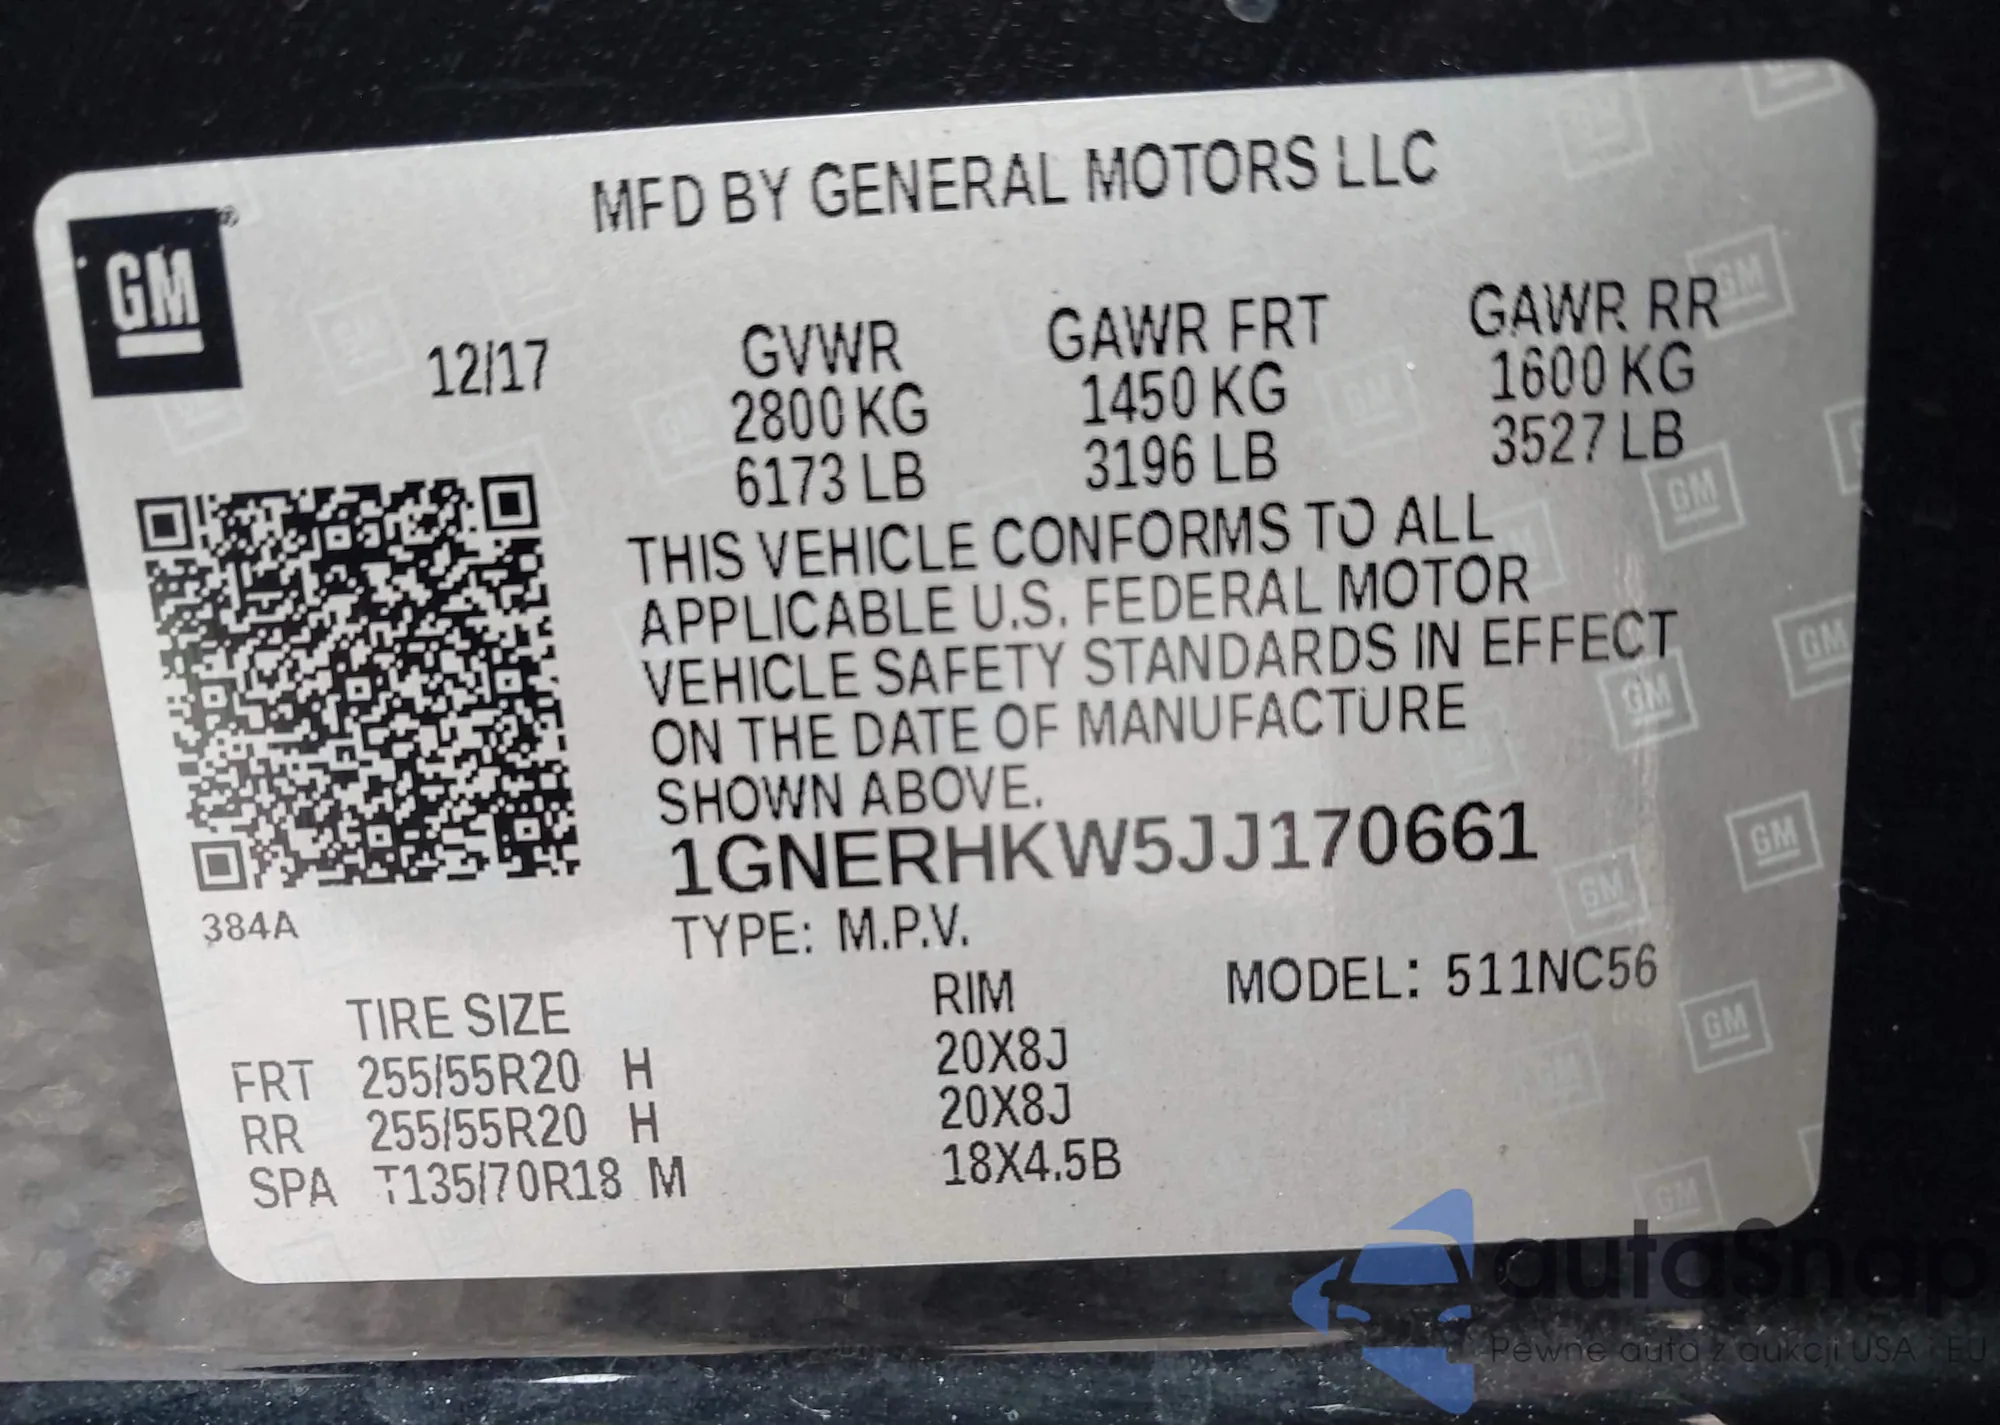 MFD BY GENERAL MOTORS LLC
GM®
12/17
GVWR GAWR FRT GAWR RR
2800 KG 1450 KG 1600 KG
6173 LB 3196 LB 3527 LB
THIS VEHICLE CONFORMS TO ALL
APPLICABLE U.S. FEDERAL MOTOR
VEHICLE SAFETY STANDARDS IN EFFECT
ON THE DATE OF MANUFACTURE
SHOWN ABOVE.
1GNERHKW5JJ170661
384A
TYPE: M.P.V.
MODEL: 511NC56
TIRE SIZE RIM
FRT 255/55R20 H 20X8J
RR 255/55R20 H 20X8J
SPA T135/70R18 M 18X4.5B
autaSnap
Pewne auta z aukcji USA i EU